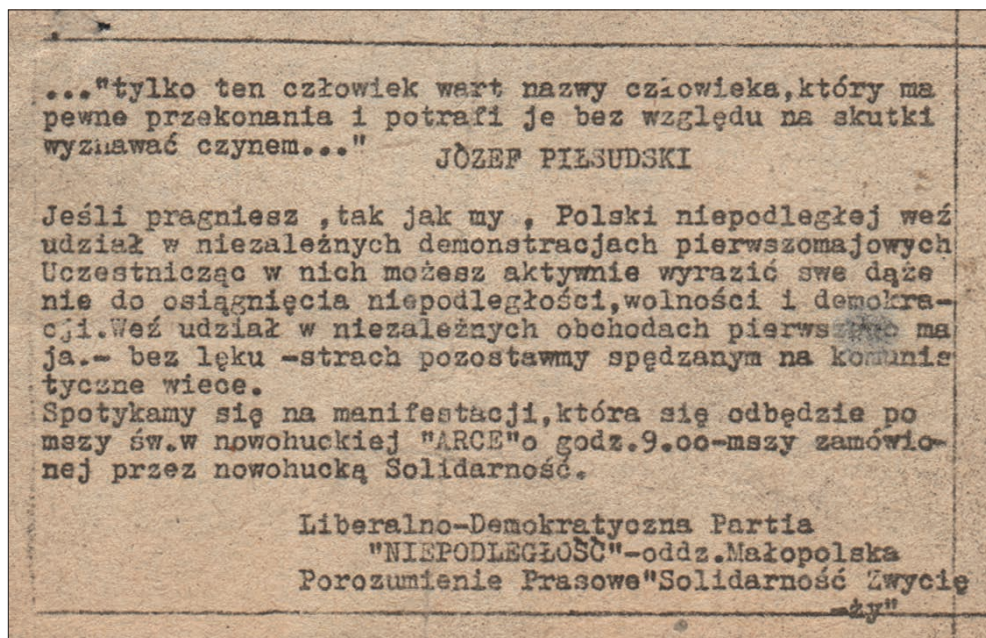 ..."tylko ten człowiek wart nazwy człowieka,który ma
pewne przekonania i potrafi je bez względu na skutki
wyznawać czynem..."
JÓZEF PIŁSUDSKI
Jeśli pragniesz ,tak jak my , Polski niepodległej weź
udział w niezależnych demonstracjach pierwszomajowych
Uczestnicząc w nich możesz aktywnie wyrazić swe dąże
nie do osiągnięcia niepodległości,wolności i demokra-
cji.Weź udział w niezależnych obchodach pierwszego ma
ja.- bez lęku -strach pozostawmy spędzanym na komunis
tyczne wiece.
Spotykamy się na manifestacji,która się odbędzie po
mszy św.w nowohuckiej "ARCE"o godz.9.oo-mszy zamówio-
nej przez nowohucką Solidarność.
Liberalno-Demokratyczna Partia
"NIEPODLEGŁOŚĆ"-oddz.Małopolska
Porozumienie Prasowe"Solidarność Zwycię
-ży"